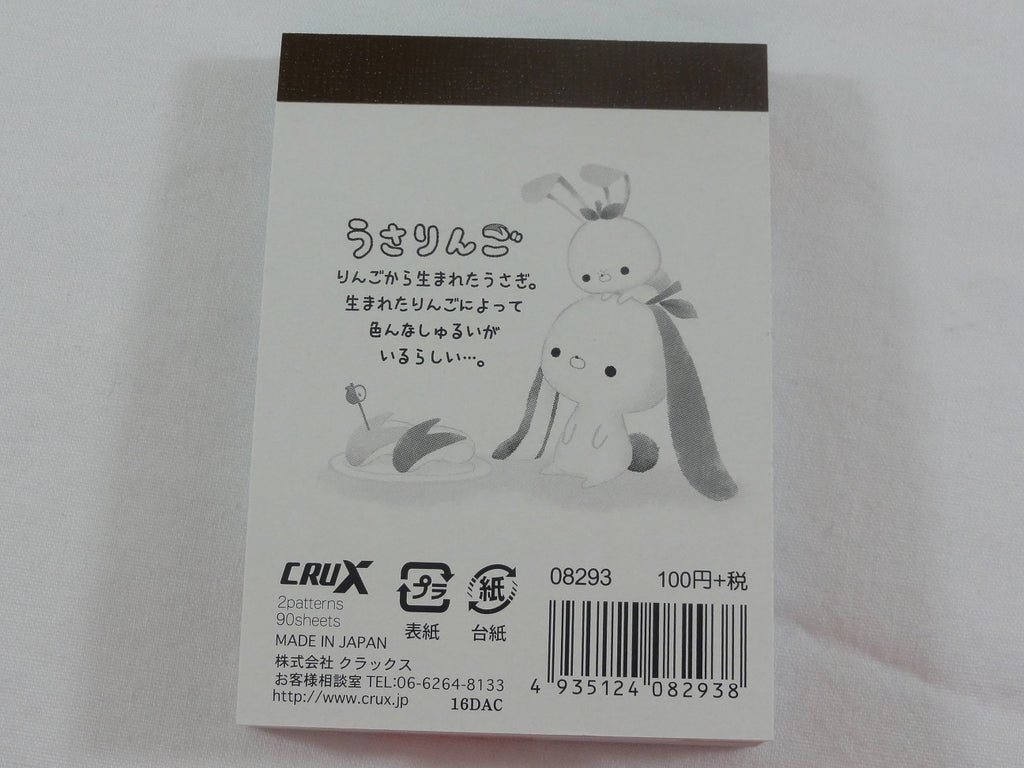 うさりんご
りんごから生まれたうさぎ。
生まれたりんごによって
色んなしゅるいが
いるらしい…。
CRUX
2patterns
90sheets
MADE IN JAPAN
株式会社 クラックス
お客様相談室 TEL:06-6264-8133
http://www.crux.jp 16DAC
プラ
表紙
紙
台紙
08293 100円+税
4 935124 082938